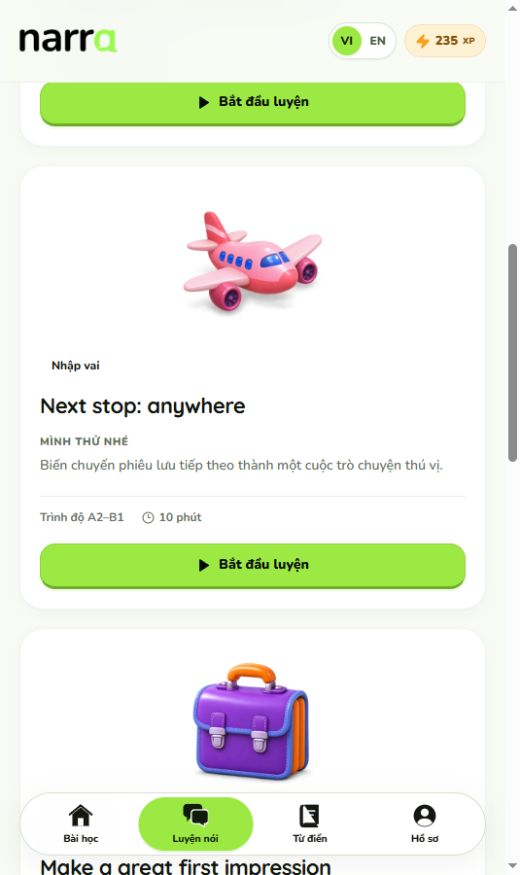 narra
VI EN 235 XP
Bắt đầu luyện
Nhập vai
Next stop: anywhere
MÌNH THỬ NHÉ
Biến chuyến phiêu lưu tiếp theo thành một cuộc trò chuyện thú vị.
Trình độ A2–B1 10 phút
Bắt đầu luyện
Bài học Luyện nói Từ điển Hồ sơ
Make a great first impression